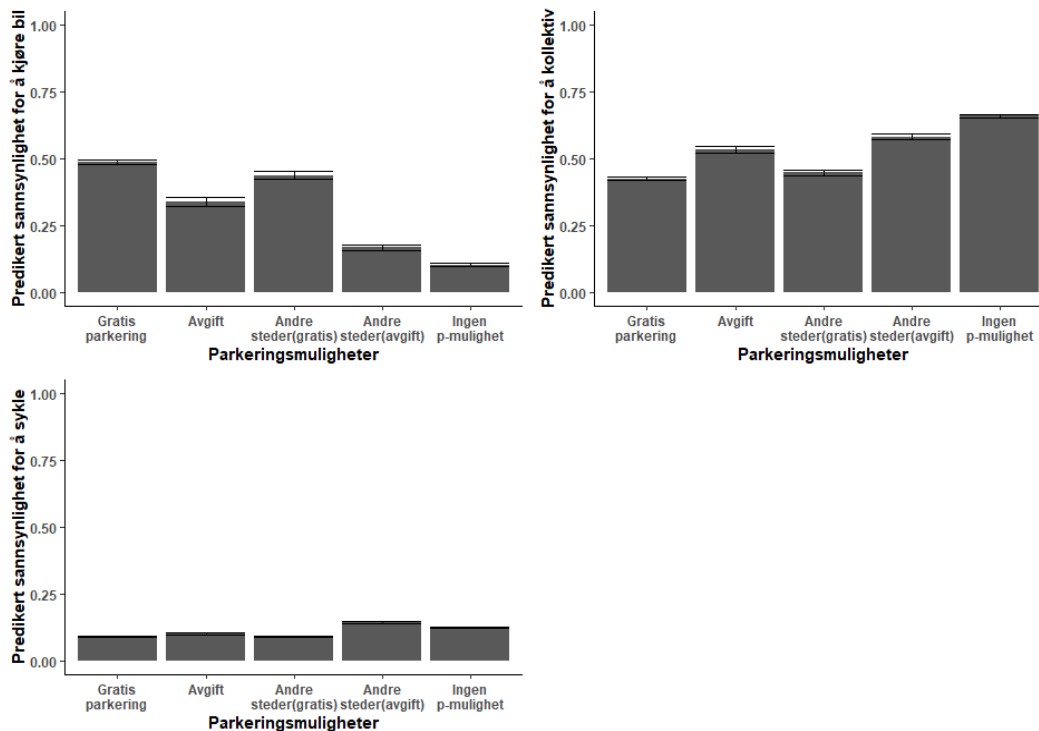 Predikert sannsynlighet for å kjøre bil
1.00
0.75
0.50
0.25
0.00
Gratis
parkering
Avgift
Andre
steder(gratis)
Andre
steder(avgift)
Ingen
p-mulighet
Parkeringsmuligheter
Predikert sannsynlighet for å kollektiv
1.00
0.75
0.50
0.25
0.00
Gratis
parkering
Avgift
Andre
steder(gratis)
Andre
steder(avgift)
Ingen
p-mulighet
Parkeringsmuligheter
Predikert sannsynlighet for å sykle
1.00
0.75
0.50
0.25
0.00
Gratis
parkering
Avgift
Andre
steder(gratis)
Andre
steder(avgift)
Ingen
p-mulighet
Parkeringsmuligheter